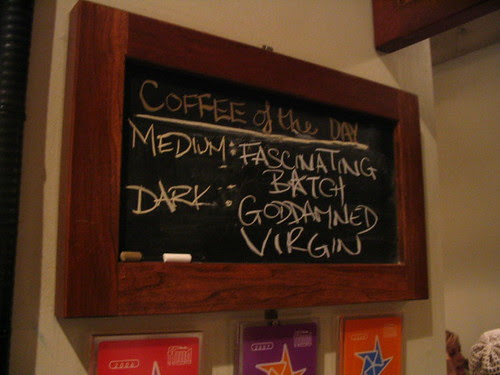 COFFEE of the DAY
MEDIUM: FASCINATING
BATCH
DARK: GODDAMNED
VIRGIN